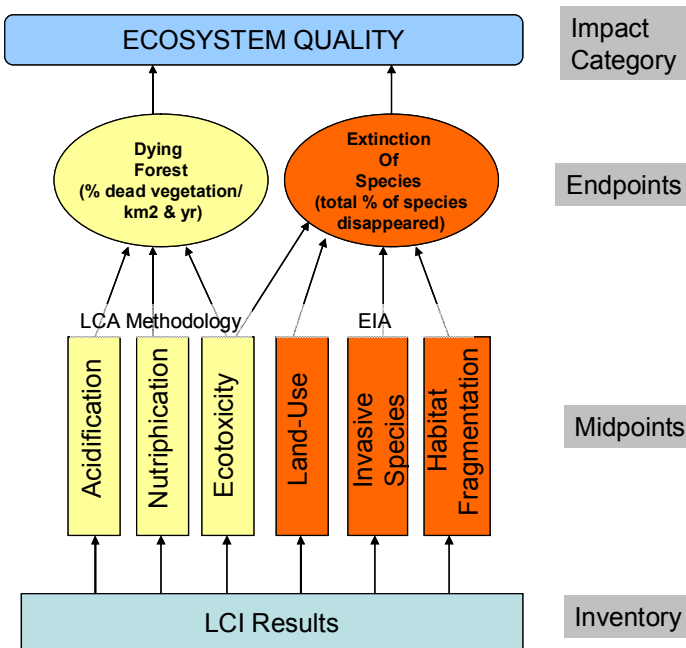 ECOSYSTEM QUALITY
Impact
Category
Dying
Forest
(% dead vegetation/
km2 & yr)
Extinction
Of
Species
(total % of species
disappeared)
Endpoints
LCA Methodology
EIA
Acidification
Nutriphication
Ecotoxicity
Land-Use
Invasive
Species
Habitat
Fragmentation
Midpoints
LCI Results
Inventory